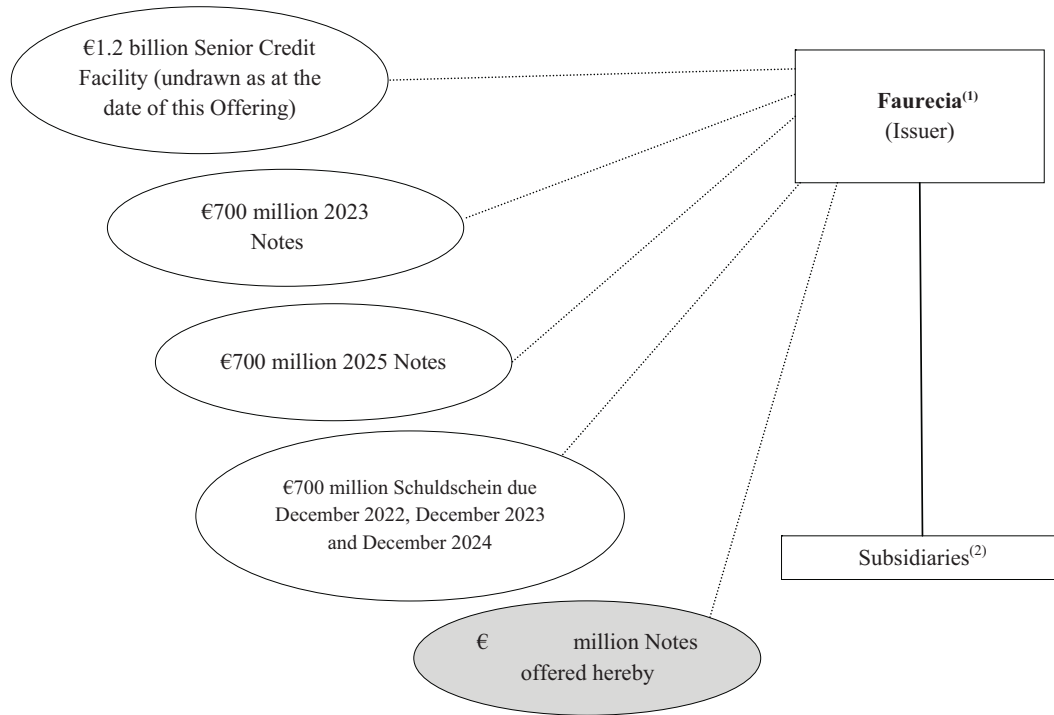 €1.2 billion Senior Credit
Facility (undrawn as at the
date of this Offering)
Faurecia(1)
(Issuer)
€700 million 2023
Notes
€700 million 2025 Notes
€700 million Schuldschein due
December 2022, December 2023
and December 2024
Subsidiaries(2)
€ million Notes
offered hereby